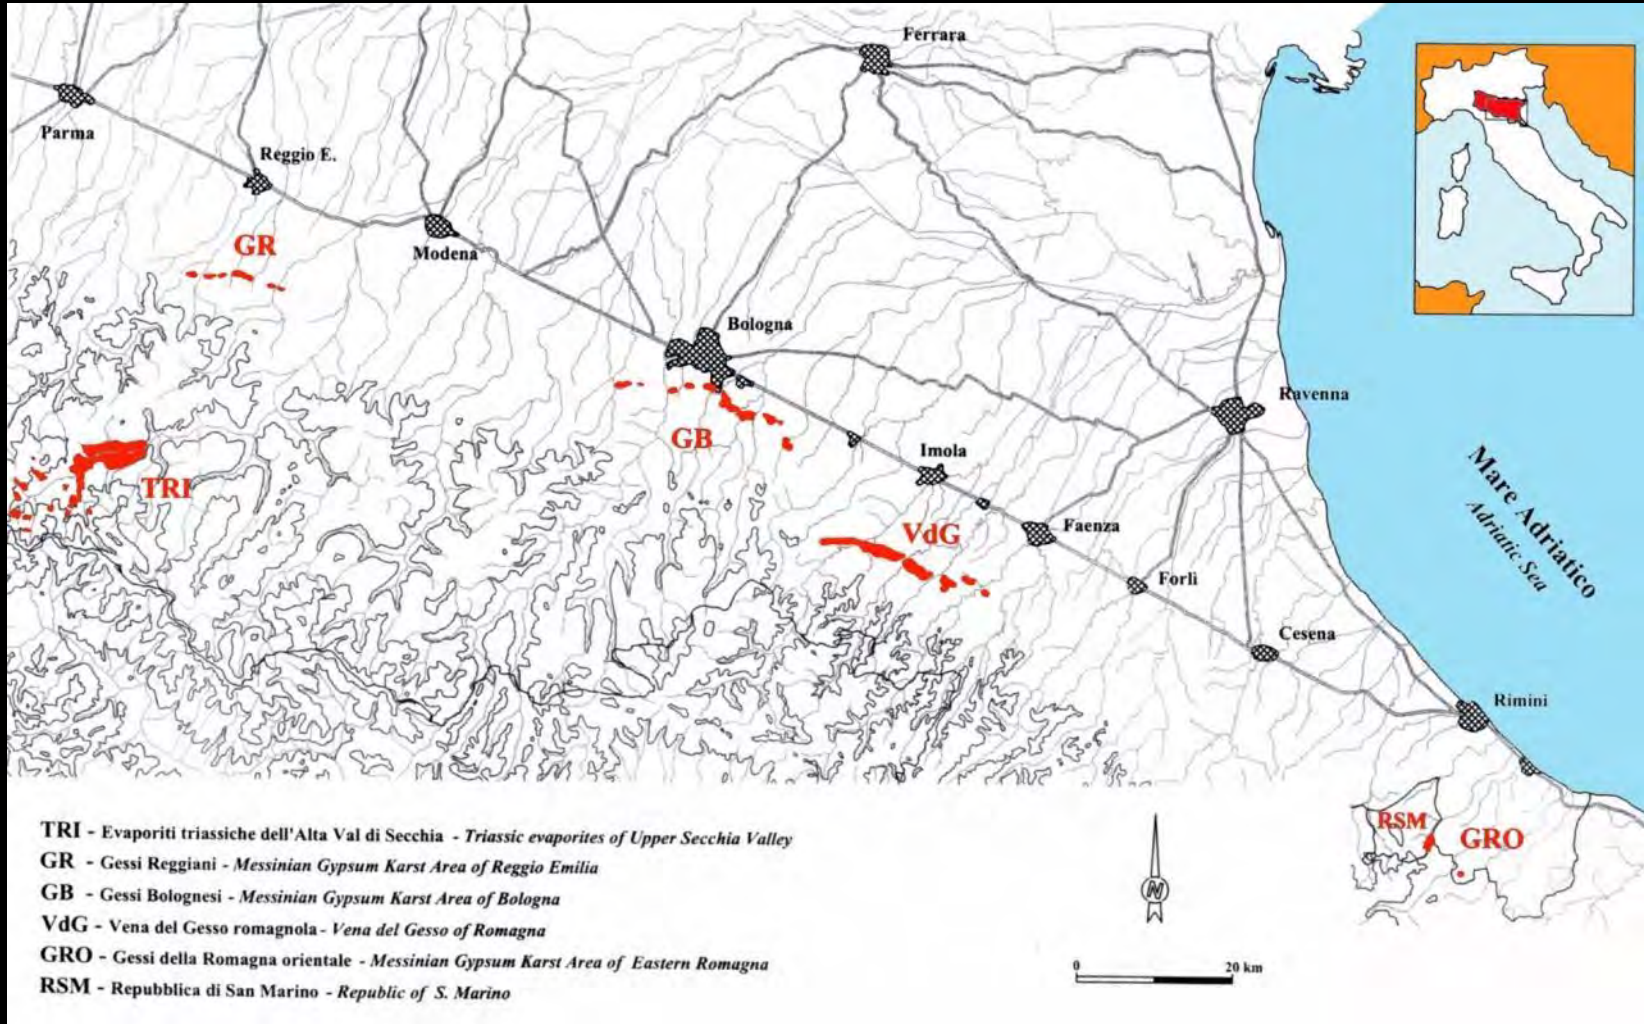 Ferrara
Parma
Reggio E.
Modena
GR
Bologna
Ravenna
GB
Imola
TRI
VdG
Faenza
Forlì
Mare Adriatico
Adriatic Sea
Cesena
Rimini
RSM
GRO
TRI - Evaporiti triassiche dell'Alta Val di Secchia - Triassic evaporites of Upper Secchia Valley
GR - Gessi Reggiani - Messinian Gypsum Karst Area of Reggio Emilia
GB - Gessi Bolognesi - Messinian Gypsum Karst Area of Bologna
VdG - Vena del Gesso romagnola - Vena del Gesso of Romagna
GRO - Gessi della Romagna orientale - Messinian Gypsum Karst Area of Eastern Romagna
RSM - Repubblica di San Marino - Republic of S. Marino
N
0 20 km